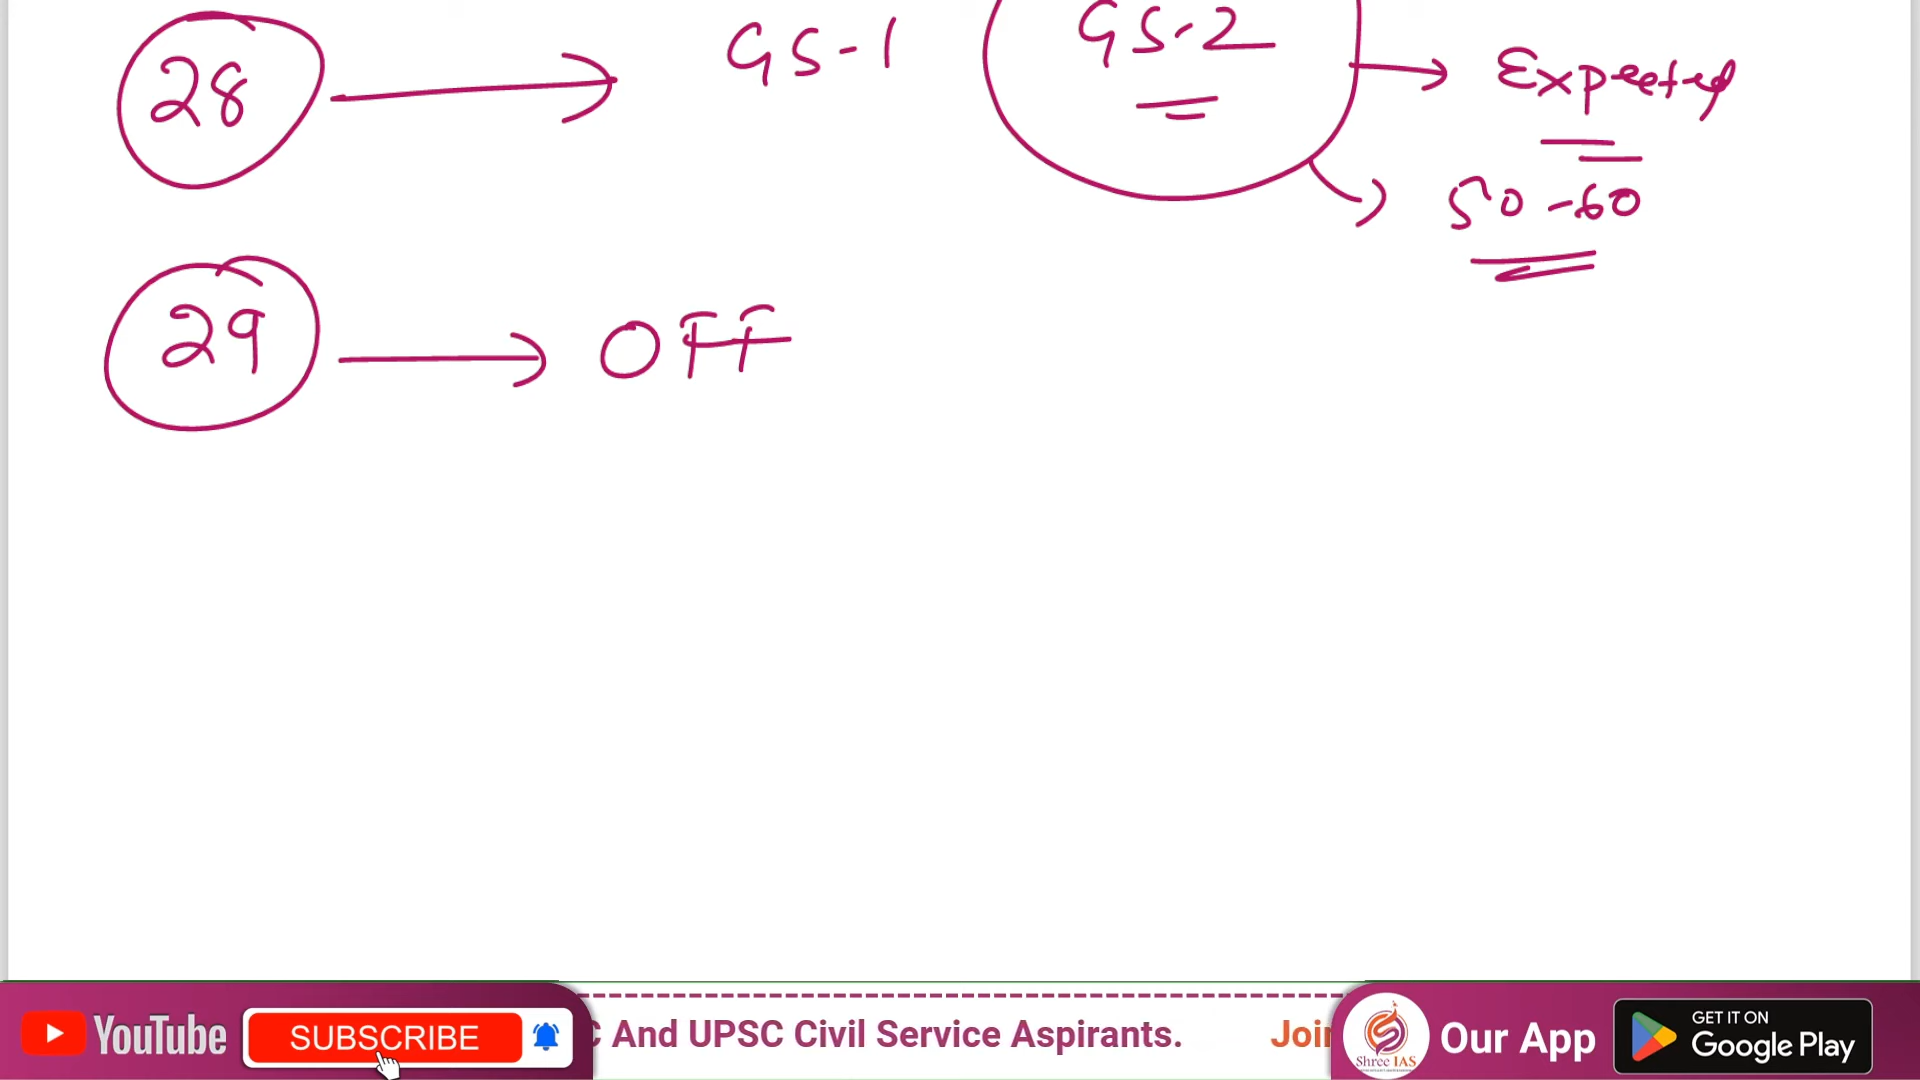 28 → GS-1 GS-2 → Expected
→ 50-60
29 → OFF
YouTube SUBSCRIBE C And UPSC Civil Service Aspirants. Join Shree IAS Our App GET IT ON Google Play